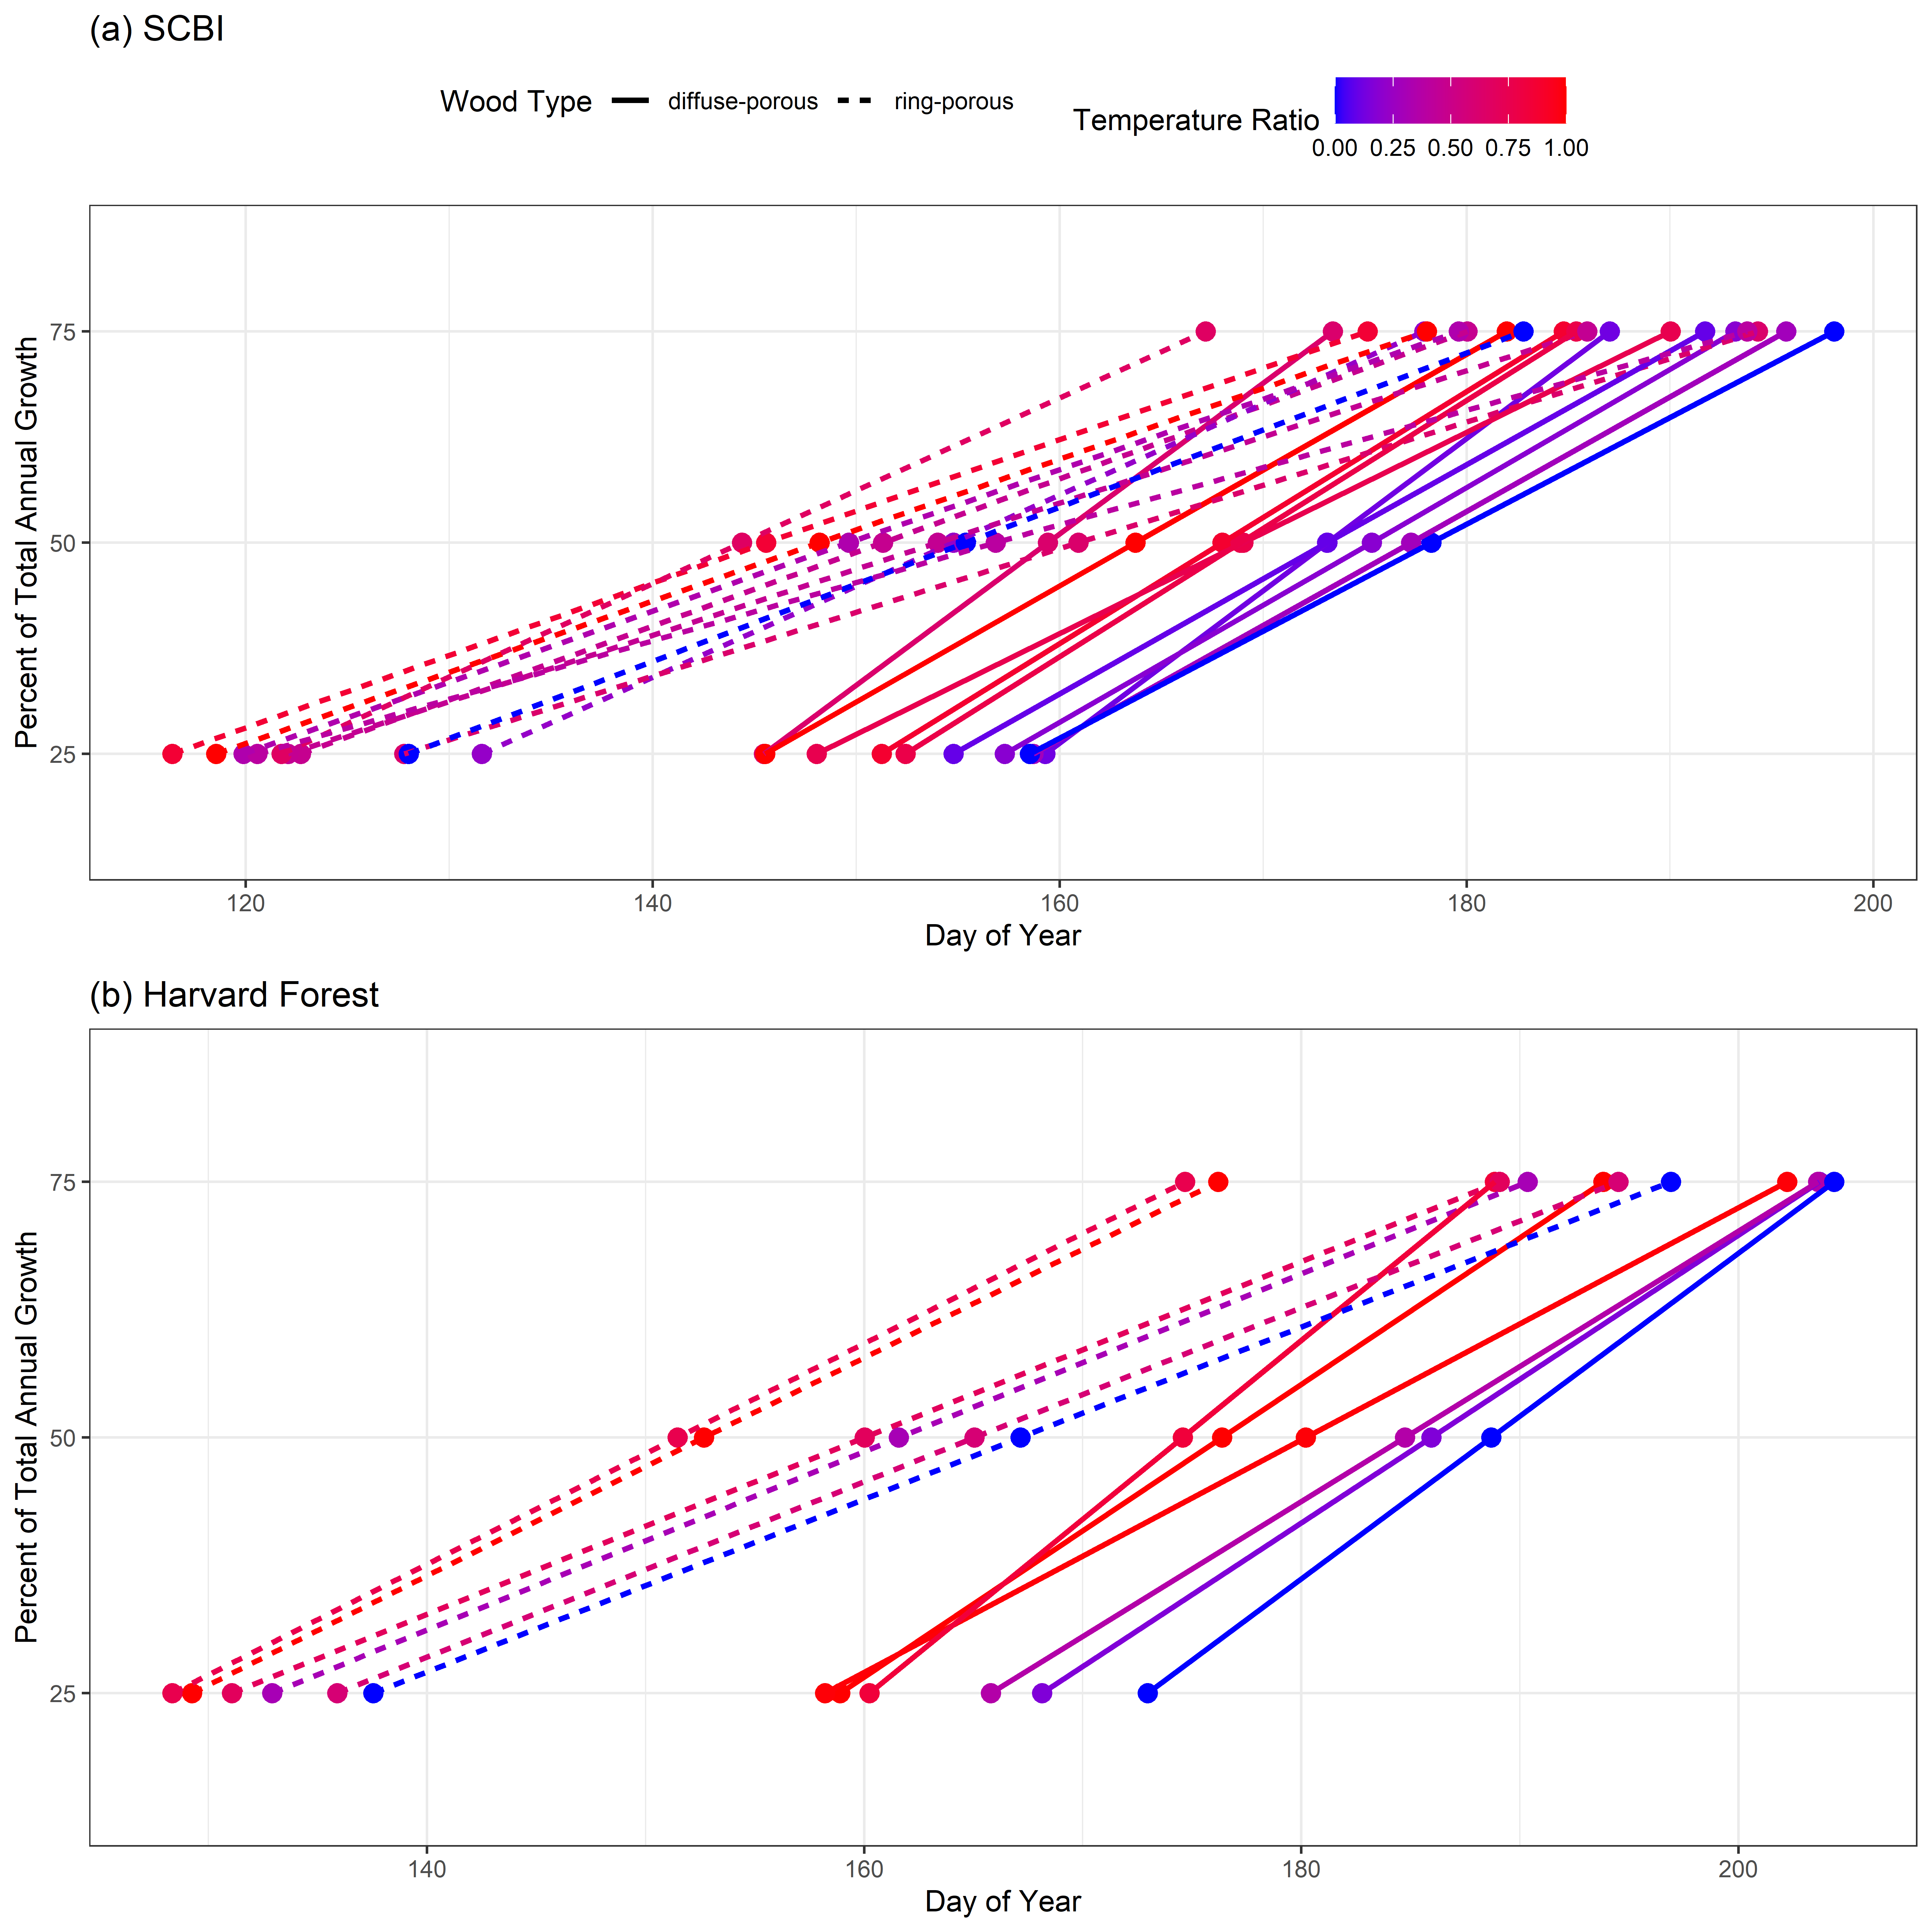 (a) SCBI
Wood Type diffuse-porous ring-porous
Temperature Ratio
0.00 0.25 0.50 0.75 1.00
Percent of Total Annual Growth
75
50
25
120 140 160 180 200
Day of Year
(b) Harvard Forest
Percent of Total Annual Growth
75
50
25
140 160 180 200
Day of Year